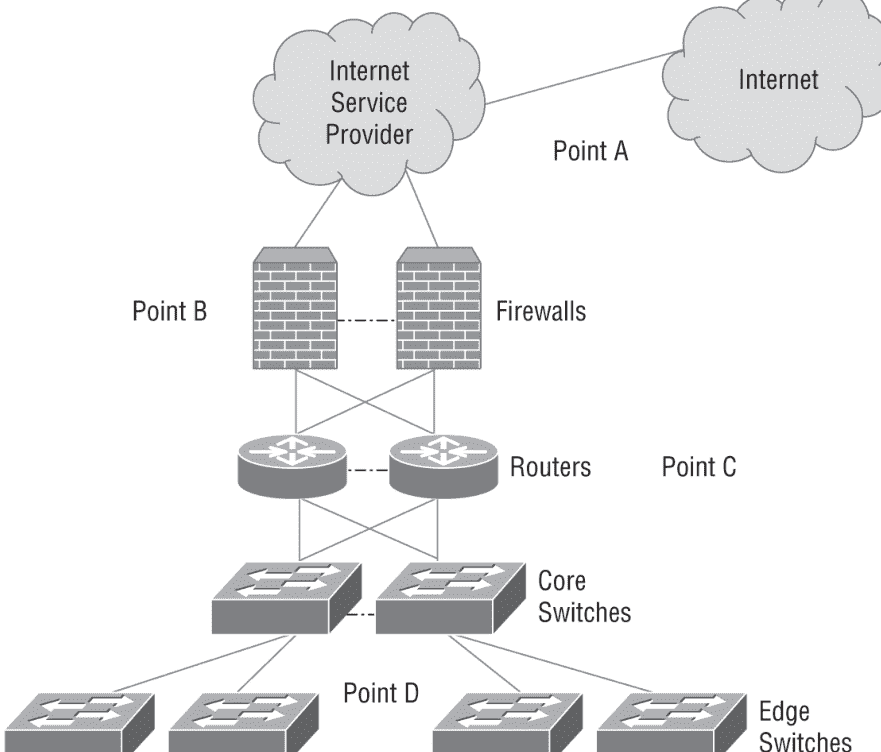 Internet
Service
Provider
Internet
Point A
Point B
Firewalls
Routers
Point C
Core
Switches
Point D
Edge
Switches